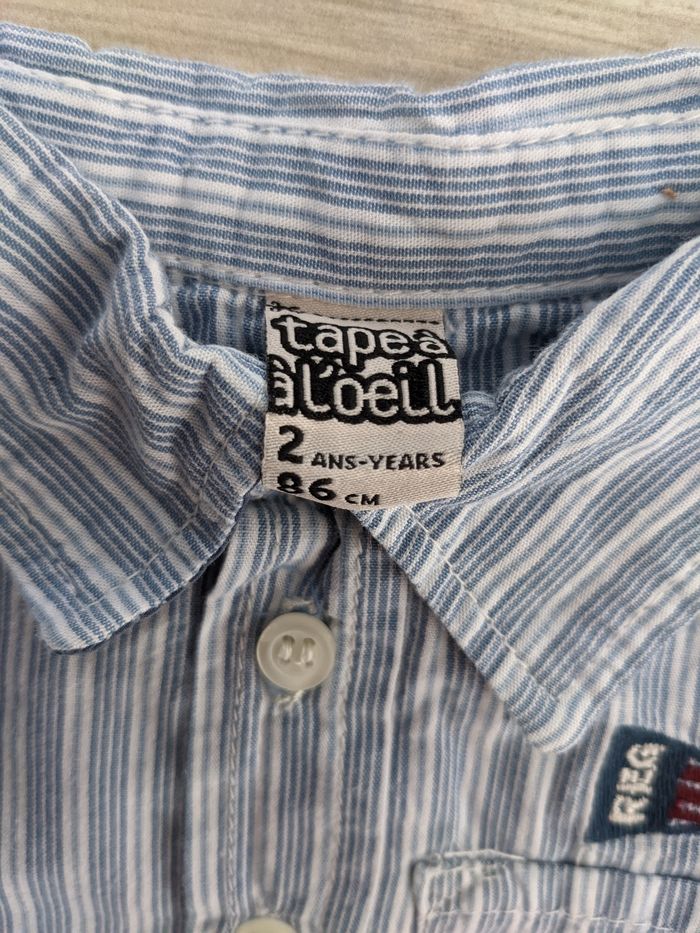 tape à
à l'oeil
2 ANS-YEARS
86 CM
REG